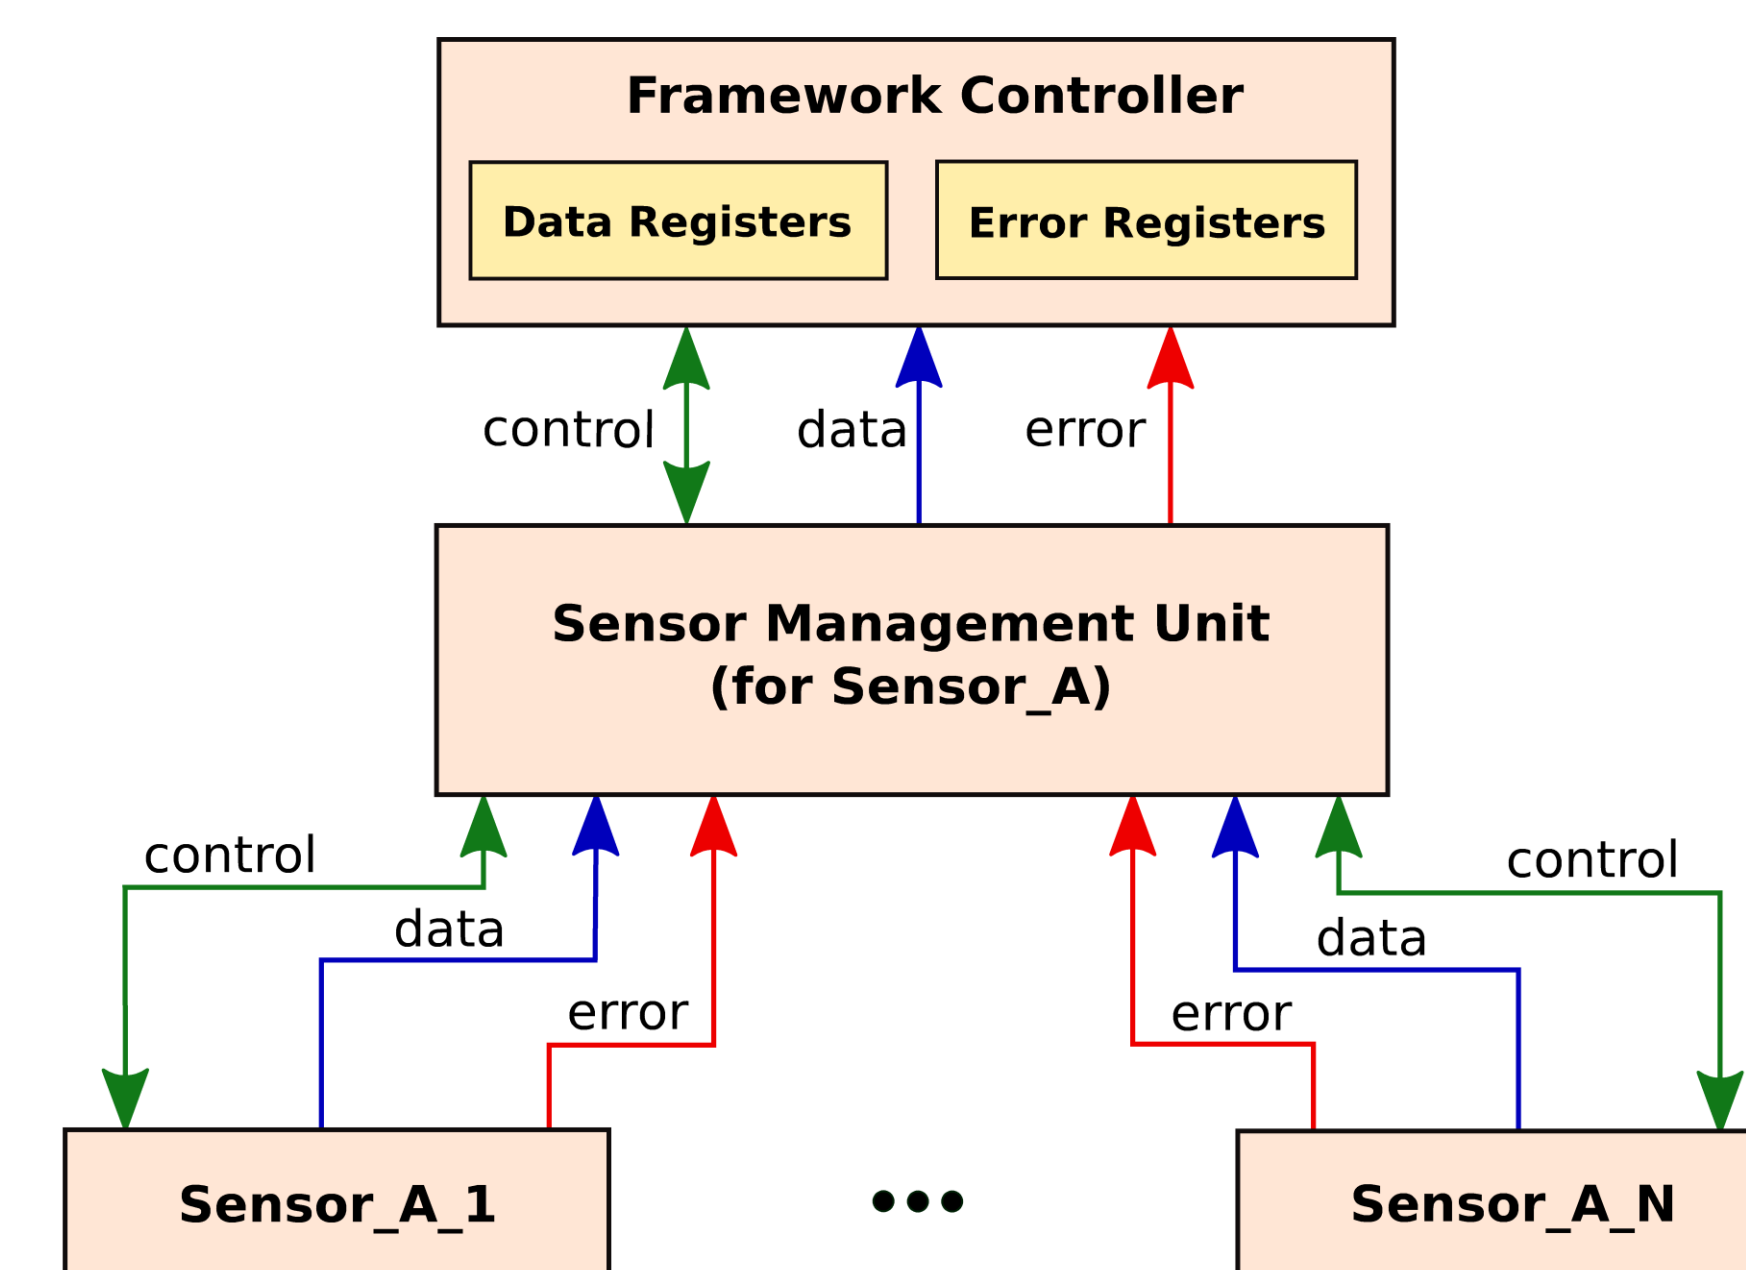 Framework Controller
Data Registers
Error Registers
control
data
error
Sensor Management Unit
(for Sensor_A)
control
data
error
error
data
control
Sensor_A_1
Sensor_A_N